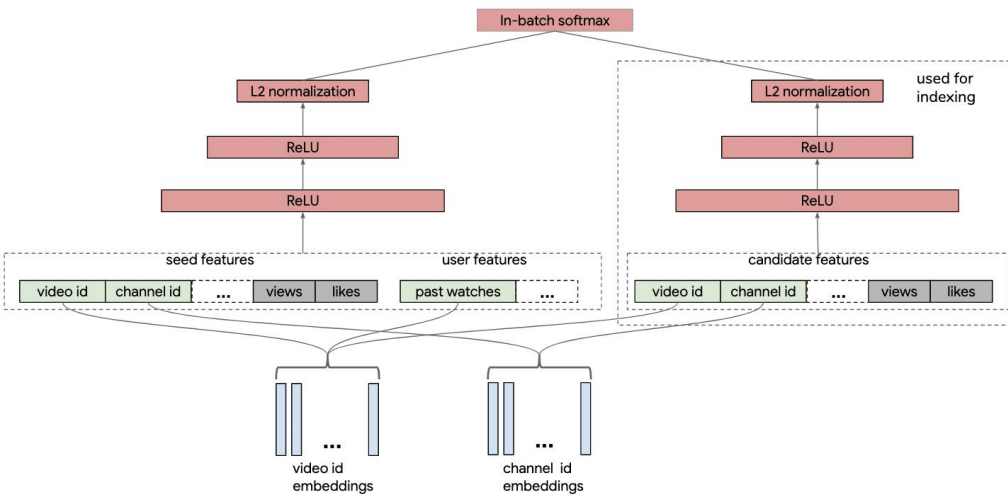 In-batch softmax
L2 normalization
L2 normalization
used for
indexing
ReLU
ReLU
ReLU
ReLU
seed features
user features
candidate features
video id
channel id
...
views
likes
past watches
...
video id
channel id
...
views
likes
...
...
video id
embeddings
channel id
embeddings